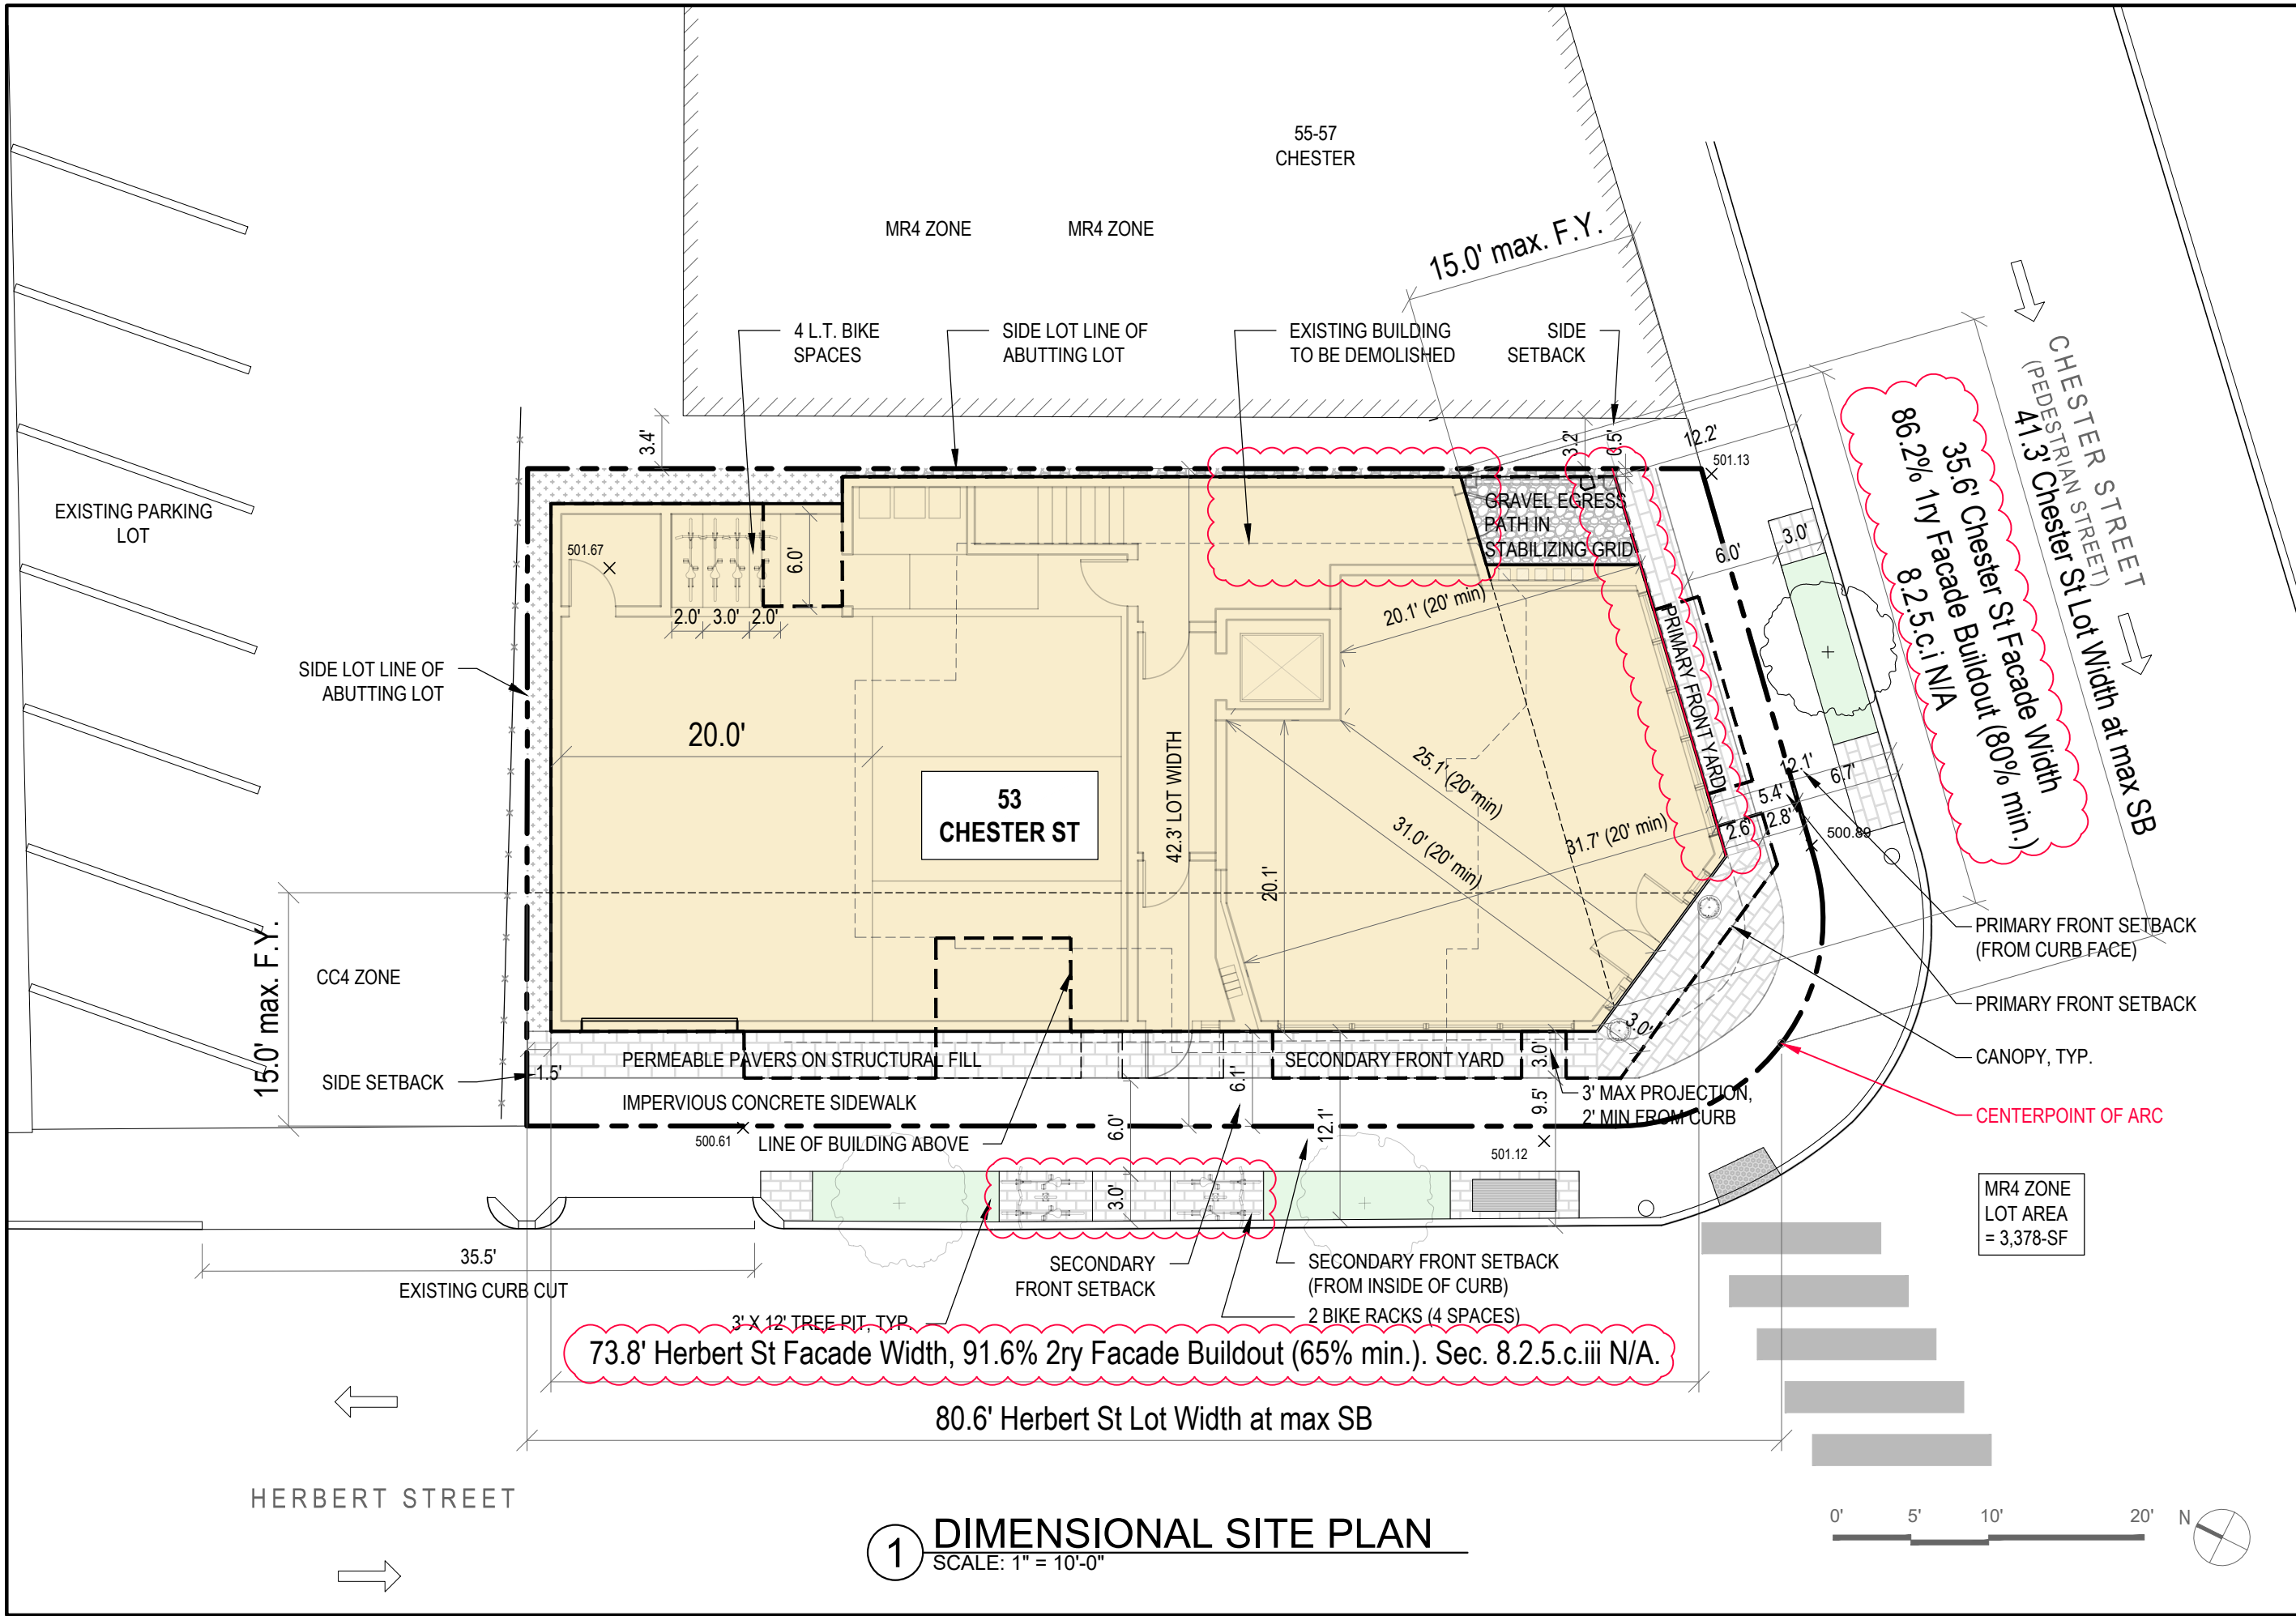 55-57
CHESTER
MR4 ZONE
MR4 ZONE
15.0' max. F.Y.
4 L.T. BIKE
SPACES
SIDE LOT LINE OF
ABUTTING LOT
EXISTING BUILDING
TO BE DEMOLISHED
SIDE
SETBACK
CHESTER STREET
(PEDESTRIAN STREET)
41.3' Chester St Lot Width at max SB
35.6' Chester St Facade Width
86.2% 1ry Facade Buildout (80% min.)
8.2.5.c.i N/A
3.4'
3.2'
0.5'
12.2'
501.13
EXISTING PARKING
LOT
501.67
6.0'
GRAVEL EGRESS
PATH IN
STABILIZING GRID
6.0'
3.0'
2.0'
3.0'
2.0'
20.1' (20' min)
PRIMARY FRONT YARD
SIDE LOT LINE OF
ABUTTING LOT
20.0'
42.3' LOT WIDTH
25.1' (20' min)
12.1'
6.7'
5.4'
2.8'
2.6'
500.89
53
CHESTER ST
31.0' (20' min)
31.7' (20' min)
20.1'
15.0' max. F.Y.
CC4 ZONE
PRIMARY FRONT SETBACK
(FROM CURB FACE)
PRIMARY FRONT SETBACK
3.0'
CANOPY, TYP.
PERMEABLE PAVERS ON STRUCTURAL FILL
SECONDARY FRONT YARD
3.0'
SIDE SETBACK
1.5'
6.1'
3' MAX PROJECTION,
2' MIN FROM CURB
IMPERVIOUS CONCRETE SIDEWALK
9.5'
CENTERPOINT OF ARC
6.0'
12.1'
500.61
LINE OF BUILDING ABOVE
501.12
3.0'
MR4 ZONE
LOT AREA
= 3,378-SF
35.5'
EXISTING CURB CUT
SECONDARY
FRONT SETBACK
SECONDARY FRONT SETBACK
(FROM INSIDE OF CURB)
3' X 12' TREE PIT, TYP.
2 BIKE RACKS (4 SPACES)
73.8' Herbert St Facade Width, 91.6% 2ry Facade Buildout (65% min.). Sec. 8.2.5.c.iii N/A.
80.6' Herbert St Lot Width at max SB
HERBERT STREET
1
DIMENSIONAL SITE PLAN
SCALE: 1" = 10'-0"
0'
5'
10'
20'
N